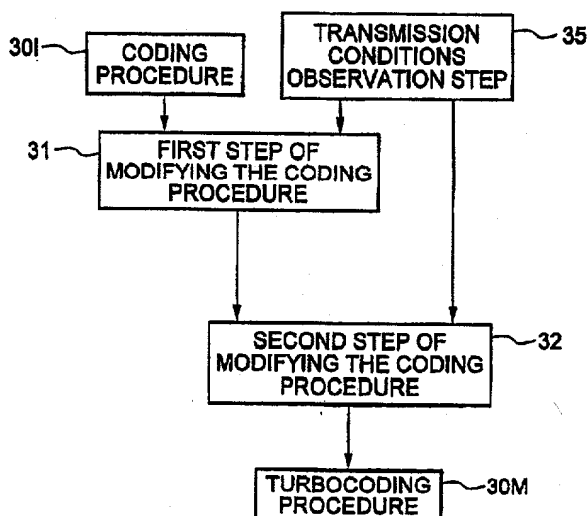 30I
CODING
PROCEDURE
TRANSMISSION
CONDITIONS
OBSERVATION STEP
35
31
FIRST STEP OF
MODIFYING THE CODING
PROCEDURE
SECOND STEP OF
MODIFYING THE CODING
PROCEDURE
32
TURBOCODING
PROCEDURE
30M